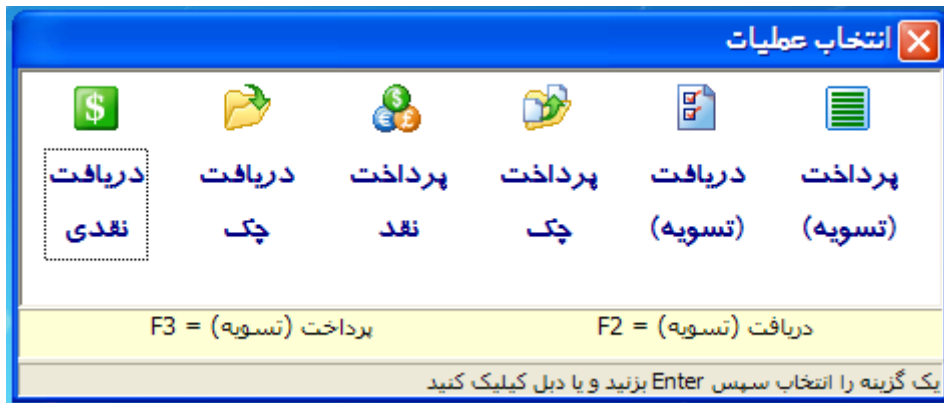 انتخاب عملیات
پرداخت (تسویه)
دریافت (تسویه)
پرداخت چک
پرداخت نقد
دریافت چک
دریافت نقدی
دریافت (تسویه) = F2
پرداخت (تسویه) = F3
یک گزینه را انتخاب سپس Enter بزنید و یا دبل کیلیک کنید